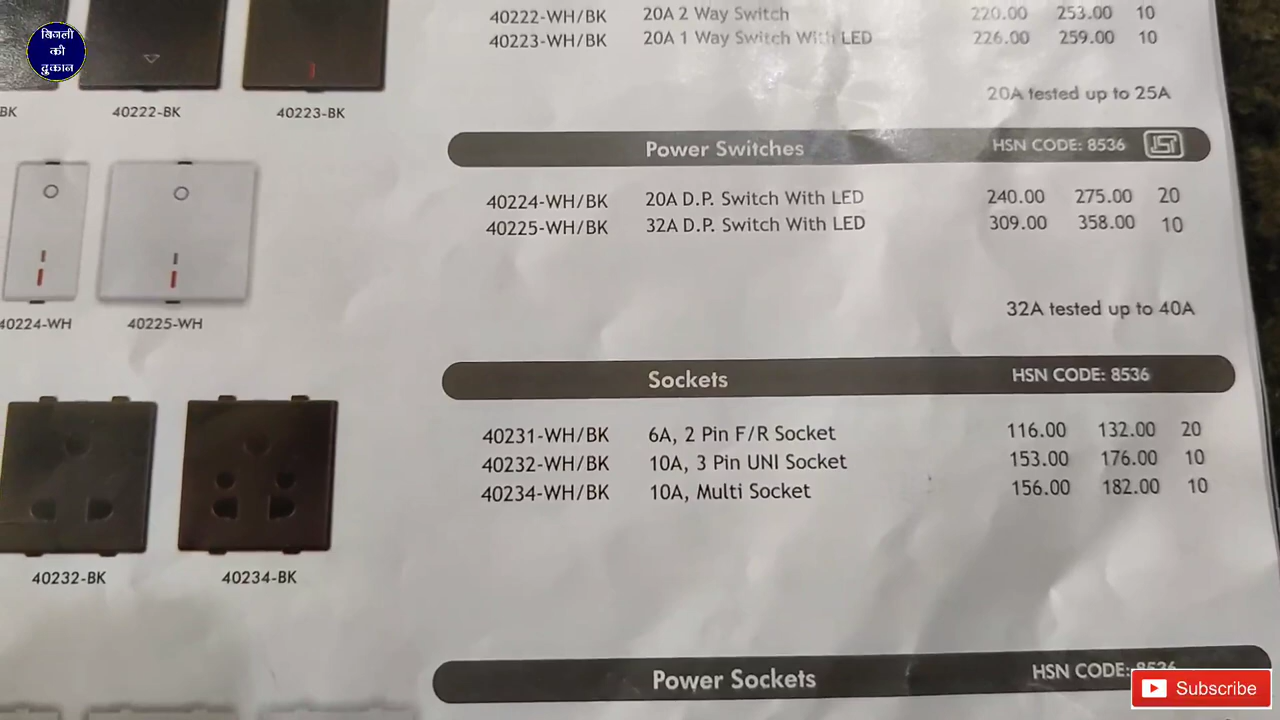 बिजली
की
दुकान
40222-WH/BK 20A 2 Way Switch 220.00 253.00 10
40223-WH/BK 20A 1 Way Switch With LED 226.00 259.00 10
20A tested up to 25A
BK 40222-BK 40223-BK
Power Switches HSN CODE: 8536 ISI
40224-WH/BK 20A D.P. Switch With LED 240.00 275.00 20
40225-WH/BK 32A D.P. Switch With LED 309.00 358.00 10
32A tested up to 40A
40224-WH 40225-WH
Sockets HSN CODE: 8536
40231-WH/BK 6A, 2 Pin F/R Socket 116.00 132.00 20
40232-WH/BK 10A, 3 Pin UNI Socket 153.00 176.00 10
40234-WH/BK 10A, Multi Socket 156.00 182.00 10
40232-BK 40234-BK
Power Sockets HSN CODE: 8536
Subscribe